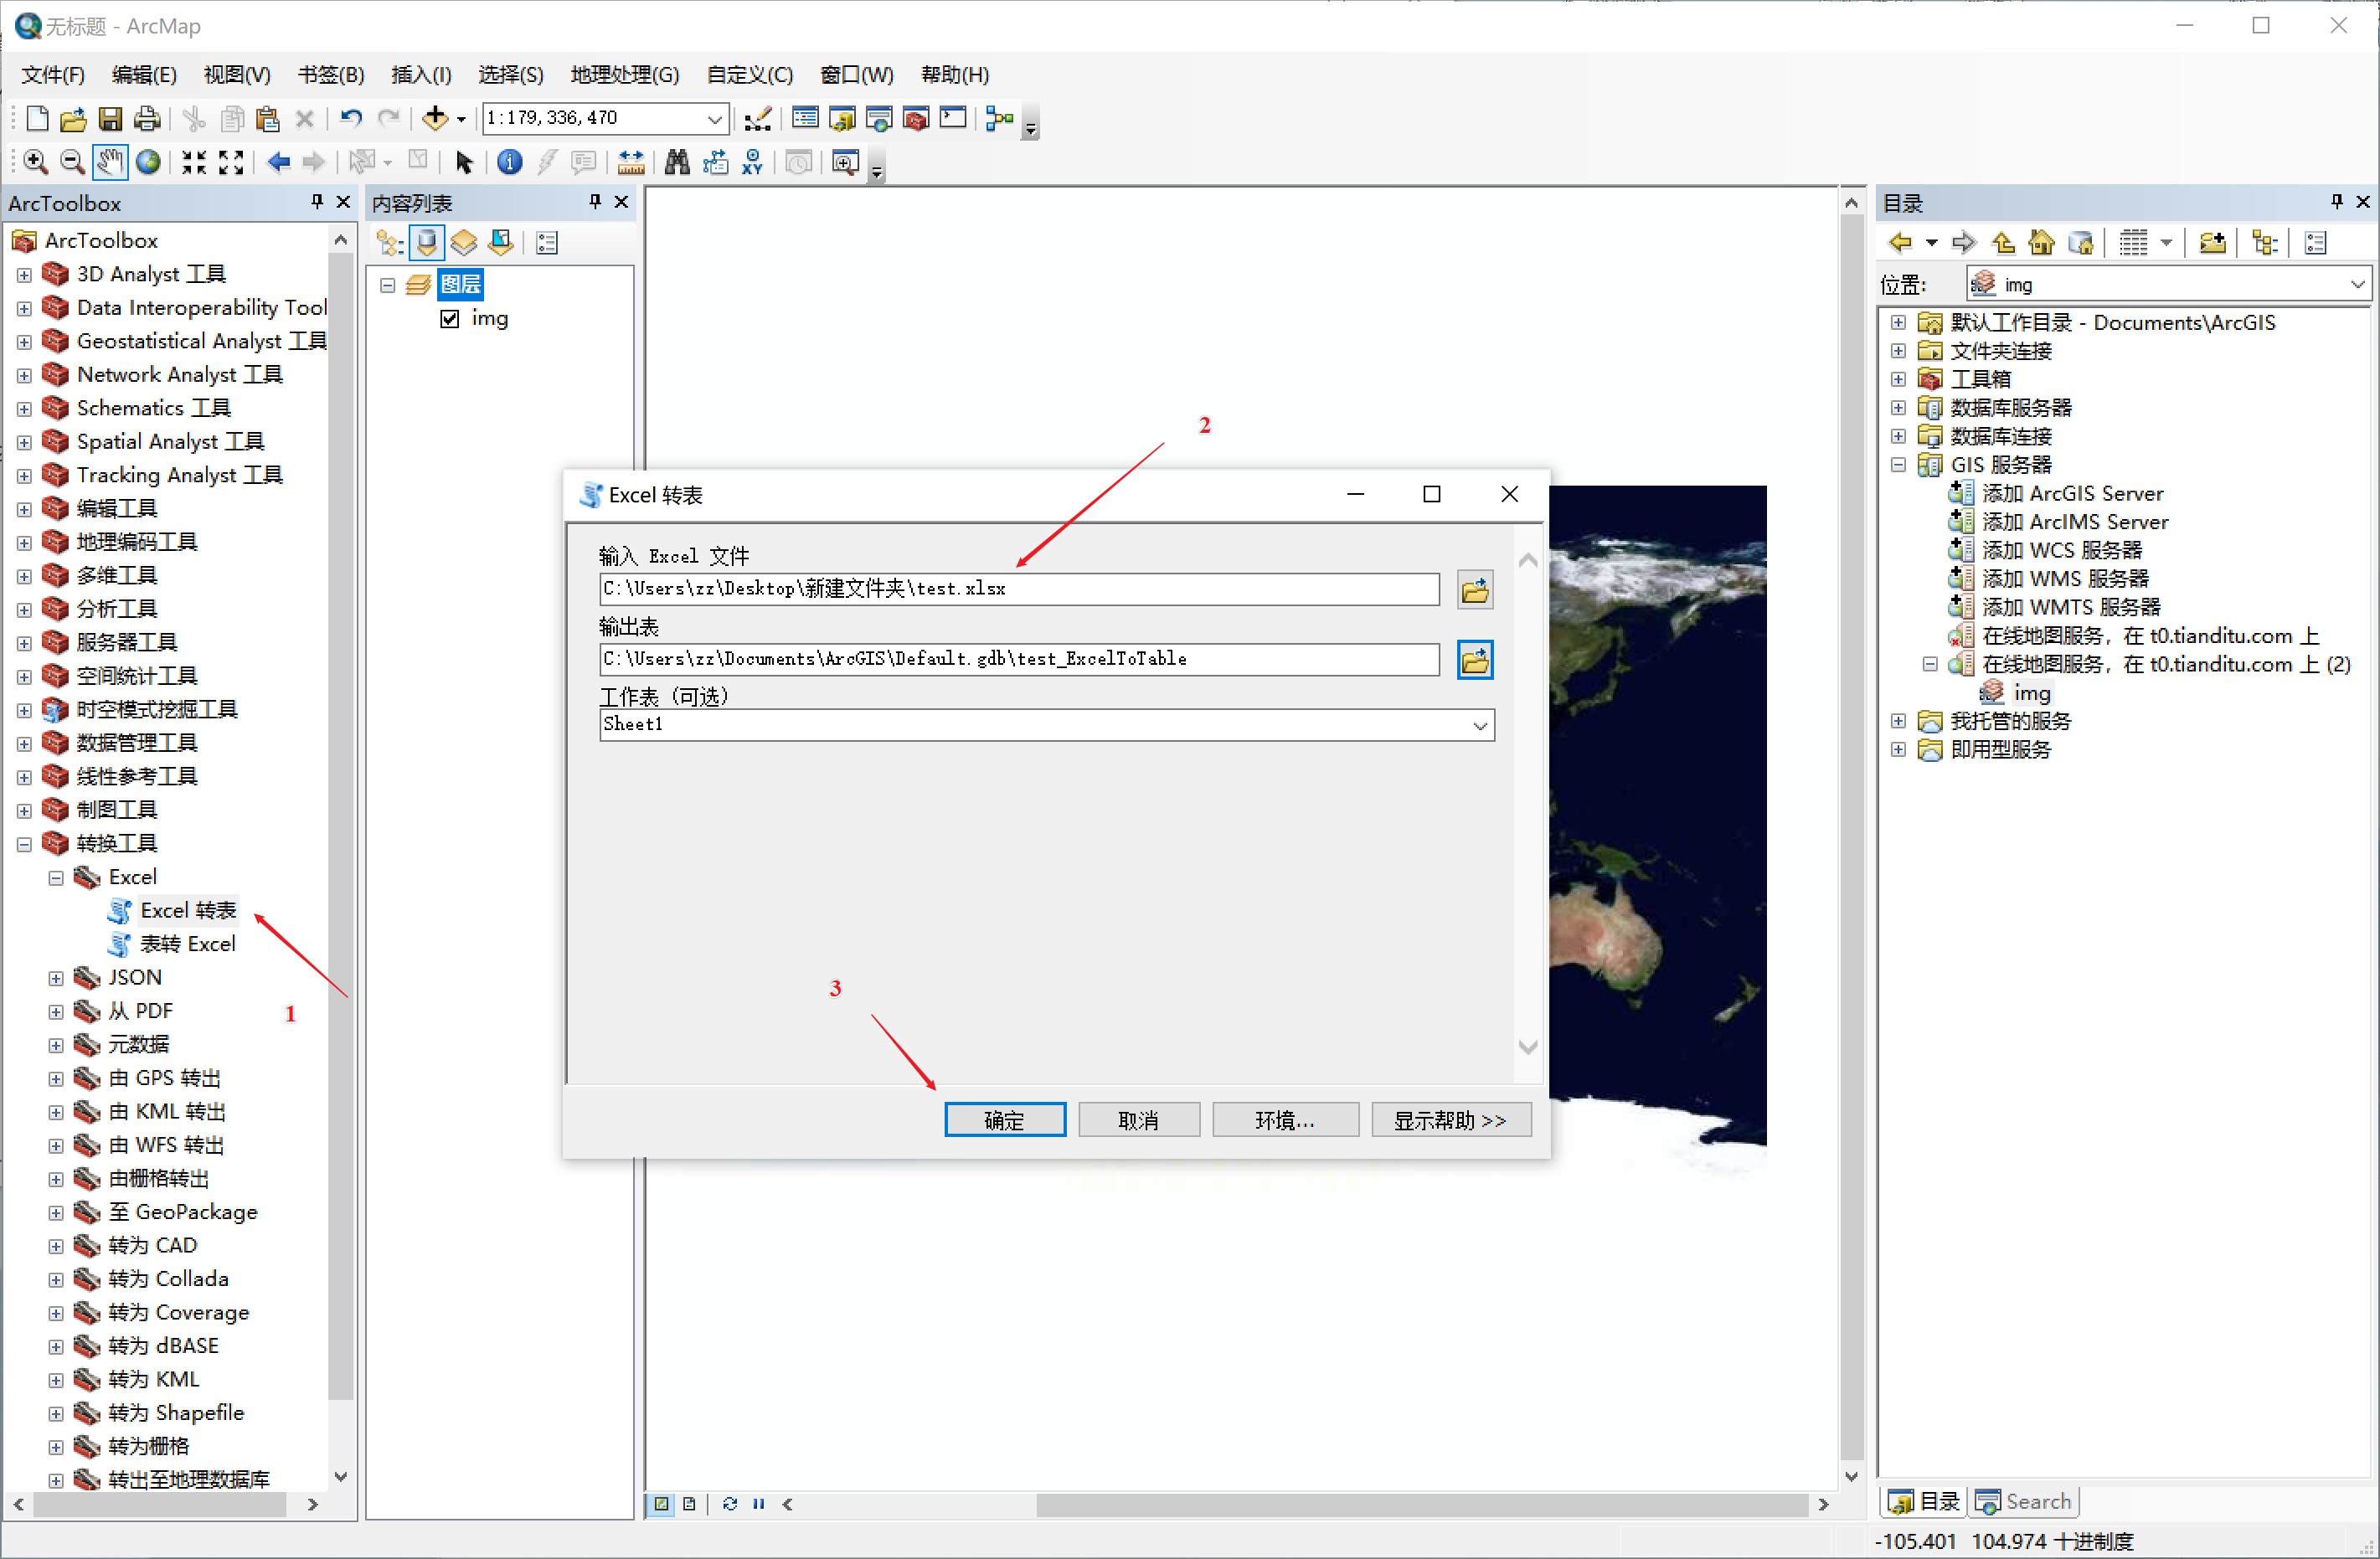 无标题 - ArcMap
文件(F) 编辑(E) 视图(V) 书签(B) 插入(I) 选择(S) 地理处理(G) 自定义(C) 窗口(W) 帮助(H)
1:179,336,470
ArcToolbox
ArcToolbox
3D Analyst 工具
Data Interoperability Tool
Geostatistical Analyst 工具
Network Analyst 工具
Schematics 工具
Spatial Analyst 工具
Tracking Analyst 工具
编辑工具
地理编码工具
多维工具
分析工具
服务器工具
空间统计工具
时空模式挖掘工具
数据管理工具
线性参考工具
制图工具
转换工具
Excel
Excel 转表
表转 Excel
JSON
从 PDF
元数据
由 GPS 转出
由 KML 转出
由 WFS 转出
由栅格转出
至 GeoPackage
转为 CAD
转为 Collada
转为 Coverage
转为 dBASE
转为 KML
转为 Shapefile
转为栅格
转出至地理数据库
1
内容列表
图层
img
2
Excel 转表
输入 Excel 文件
C:\Users\zz\Desktop\新建文件夹\test.xlsx
输出表
C:\Users\zz\Documents\ArcGIS\Default.gdb\test_ExcelToTable
工作表 (可选)
Sheet1
3
确定 取消 环境... 显示帮助 >>
目录
位置: img
默认工作目录 - Documents\ArcGIS
文件夹连接
工具箱
数据库服务器
数据库连接
GIS 服务器
添加 ArcGIS Server
添加 ArcIMS Server
添加 WCS 服务器
添加 WMS 服务器
添加 WMTS 服务器
在线地图服务，在 t0.tianditu.com 上
在线地图服务，在 t0.tianditu.com 上 (2)
img
我托管的服务
即用型服务
目录 Search
-105.401 104.974 十进制度